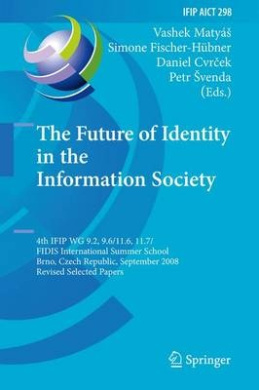 IFIP AICT 298
Vashek Matyáš
Simone Fischer-Hübner
Daniel Cvrček
Petr Švenda
(Eds.)
The Future of Identity
in the
Information Society
4th IFIP WG 9.2, 9.6/11.6, 11.7/
FIDIS International Summer School
Brno, Czech Republic, September 2008
Revised Selected Papers
Springer